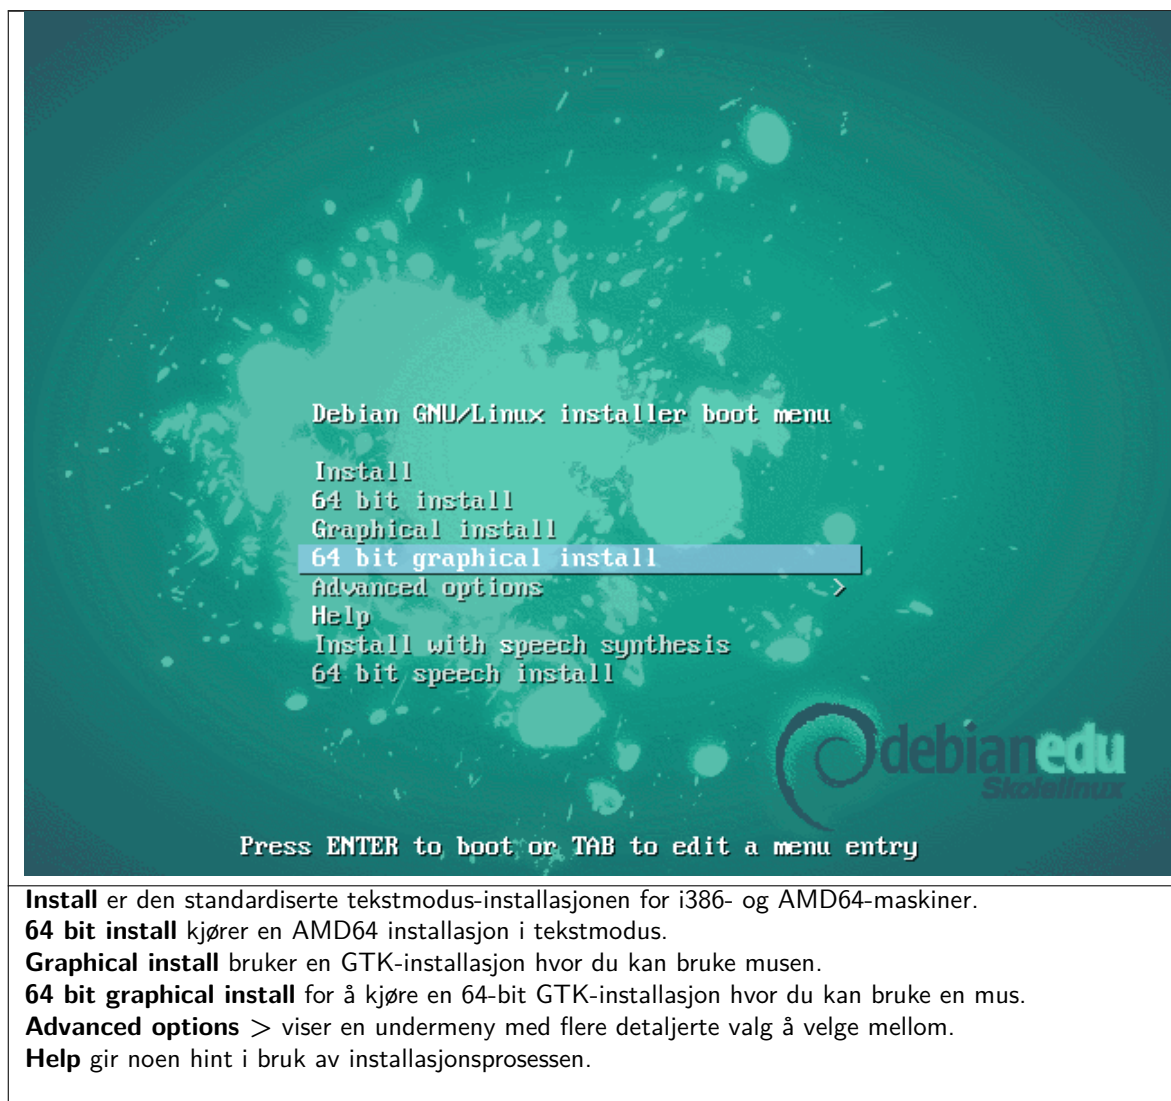 Debian GNU/Linux installer boot menu
Install
64 bit install
Graphical install
64 bit graphical install
Advanced options >
Help
Install with speech synthesis
64 bit speech install
debianedu
Skolelinux
Press ENTER to boot or TAB to edit a menu entry
Install er den standardiserte tekstmodus-installasjonen for i386- og AMD64-maskiner.
64 bit install kjører en AMD64 installasjon i tekstmodus.
Graphical install bruker en GTK-installasjon hvor du kan bruke musen.
64 bit graphical install for å kjøre en 64-bit GTK-installasjon hvor du kan bruke en mus.
Advanced options > viser en undermeny med flere detaljerte valg å velge mellom.
Help gir noen hint i bruk av installasjonsprosessen.